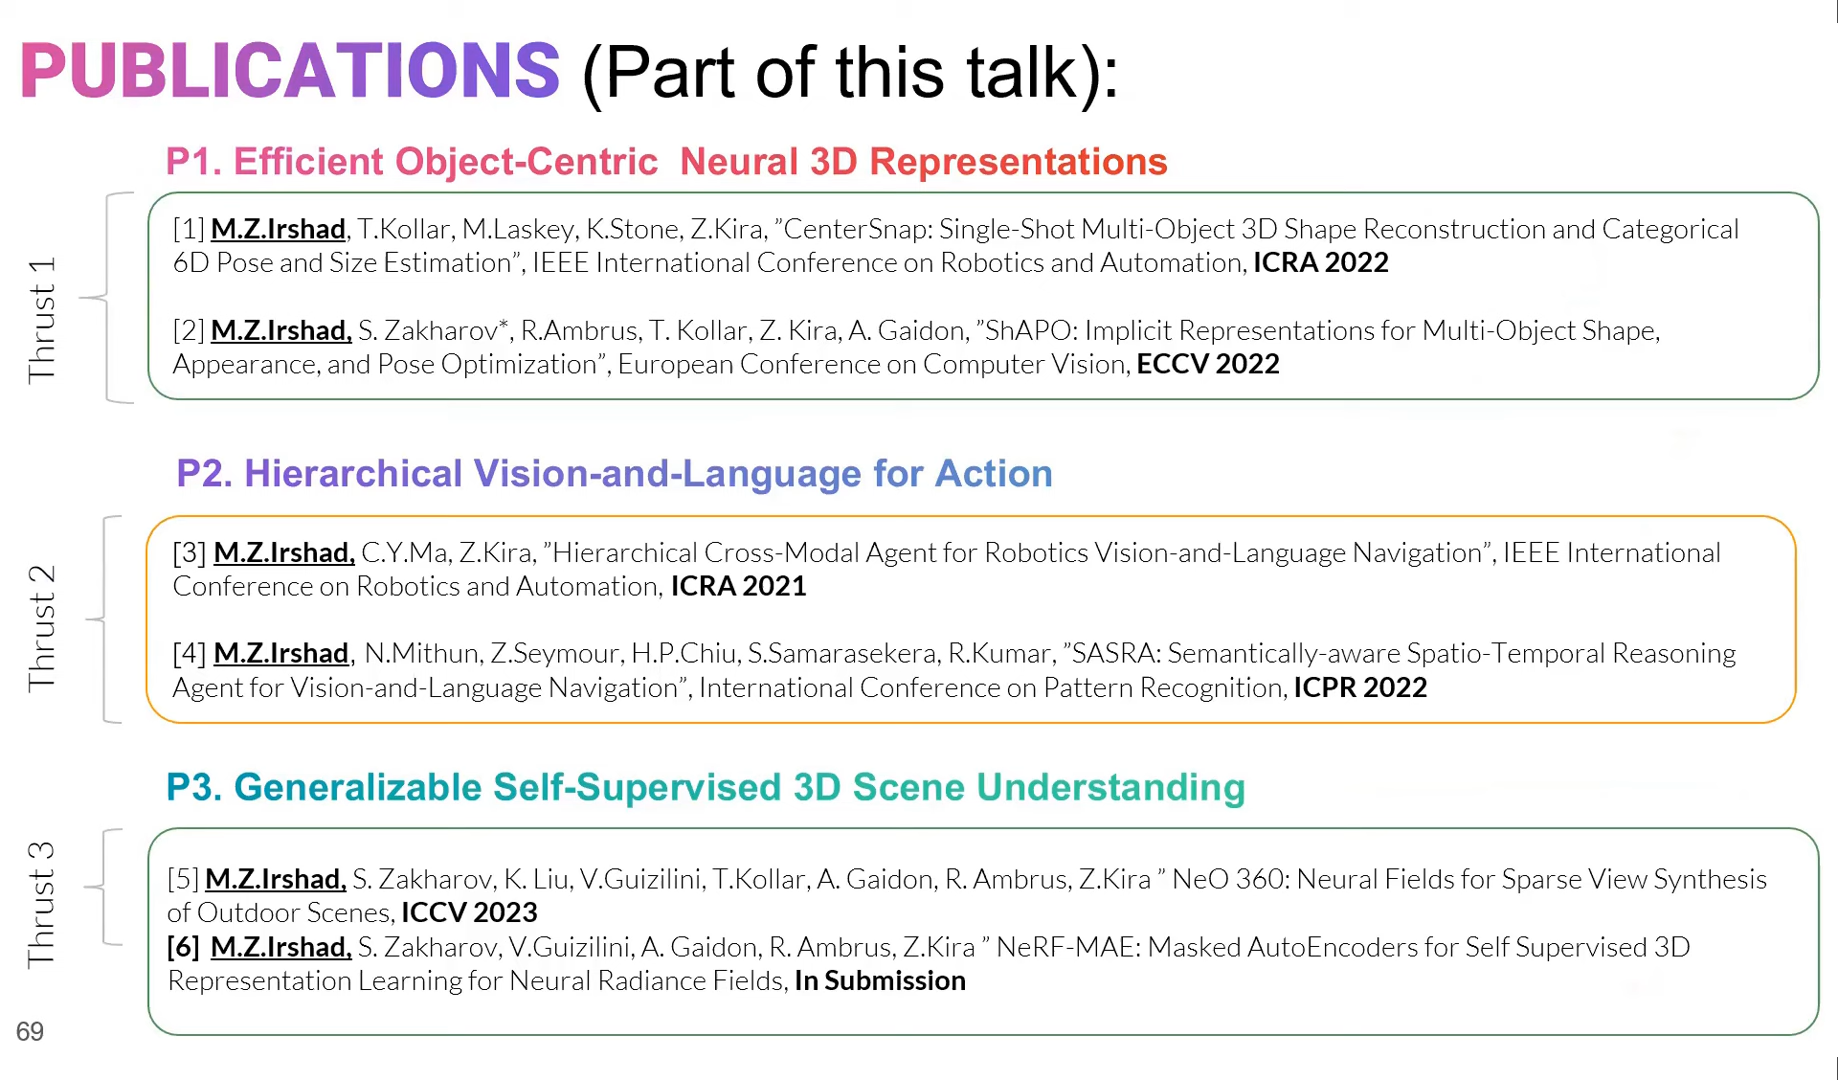 PUBLICATIONS (Part of this talk):
P1. Efficient Object-Centric Neural 3D Representations
Thrust 1
[1] M.Z.Irshad, T.Kollar, M.Laskey, K.Stone, Z.Kira, ”CenterSnap: Single-Shot Multi-Object 3D Shape Reconstruction and Categorical
6D Pose and Size Estimation”, IEEE International Conference on Robotics and Automation, ICRA 2022
[2] M.Z.Irshad, S. Zakharov*, R.Ambrus, T. Kollar, Z. Kira, A. Gaidon, ”ShAPO: Implicit Representations for Multi-Object Shape,
Appearance, and Pose Optimization”, European Conference on Computer Vision, ECCV 2022
P2. Hierarchical Vision-and-Language for Action
Thrust 2
[3] M.Z.Irshad, C.Y.Ma, Z.Kira, ”Hierarchical Cross-Modal Agent for Robotics Vision-and-Language Navigation”, IEEE International
Conference on Robotics and Automation, ICRA 2021
[4] M.Z.Irshad, N.Mithun, Z.Seymour, H.P.Chiu, S.Samarasekera, R.Kumar, ”SASRA: Semantically-aware Spatio-Temporal Reasoning
Agent for Vision-and-Language Navigation”, International Conference on Pattern Recognition, ICPR 2022
P3. Generalizable Self-Supervised 3D Scene Understanding
Thrust 3
[5] M.Z.Irshad, S. Zakharov, K. Liu, V.Guizilini, T.Kollar, A. Gaidon, R. Ambrus, Z.Kira ” NeO 360: Neural Fields for Sparse View Synthesis
of Outdoor Scenes, ICCV 2023
[6] M.Z.Irshad, S. Zakharov, V.Guizilini, A. Gaidon, R. Ambrus, Z.Kira ” NeRF-MAE: Masked AutoEncoders for Self Supervised 3D
Representation Learning for Neural Radiance Fields, In Submission
69